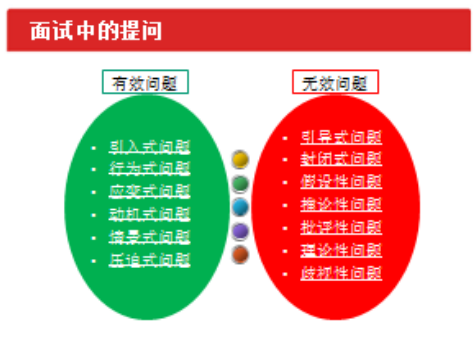 面试中的提问
有效问题
引入式问题
行为式问题
应变式问题
动机式问题
情景式问题
压迫式问题
无效问题
引导式问题
封闭式问题
假设性问题
推论性问题
批评性问题
理论性问题
歧视性问题